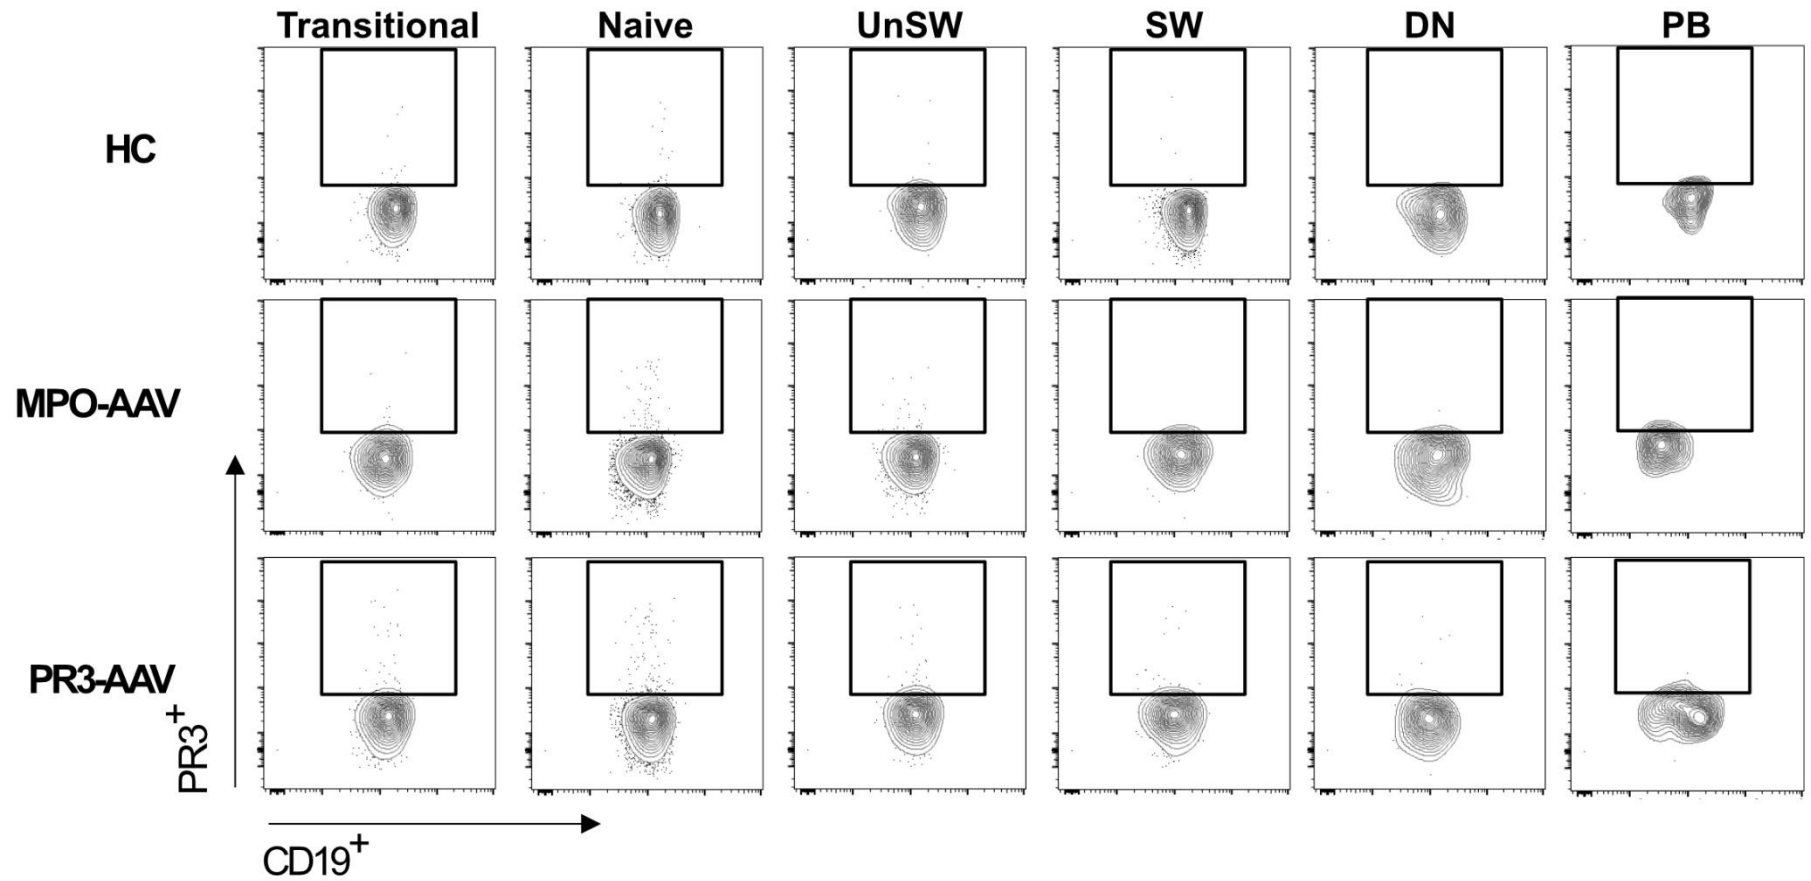 Transitional Naive UnSW SW DN PB
HC
MPO-AAV
PR3-AAV
PR3+
CD19+